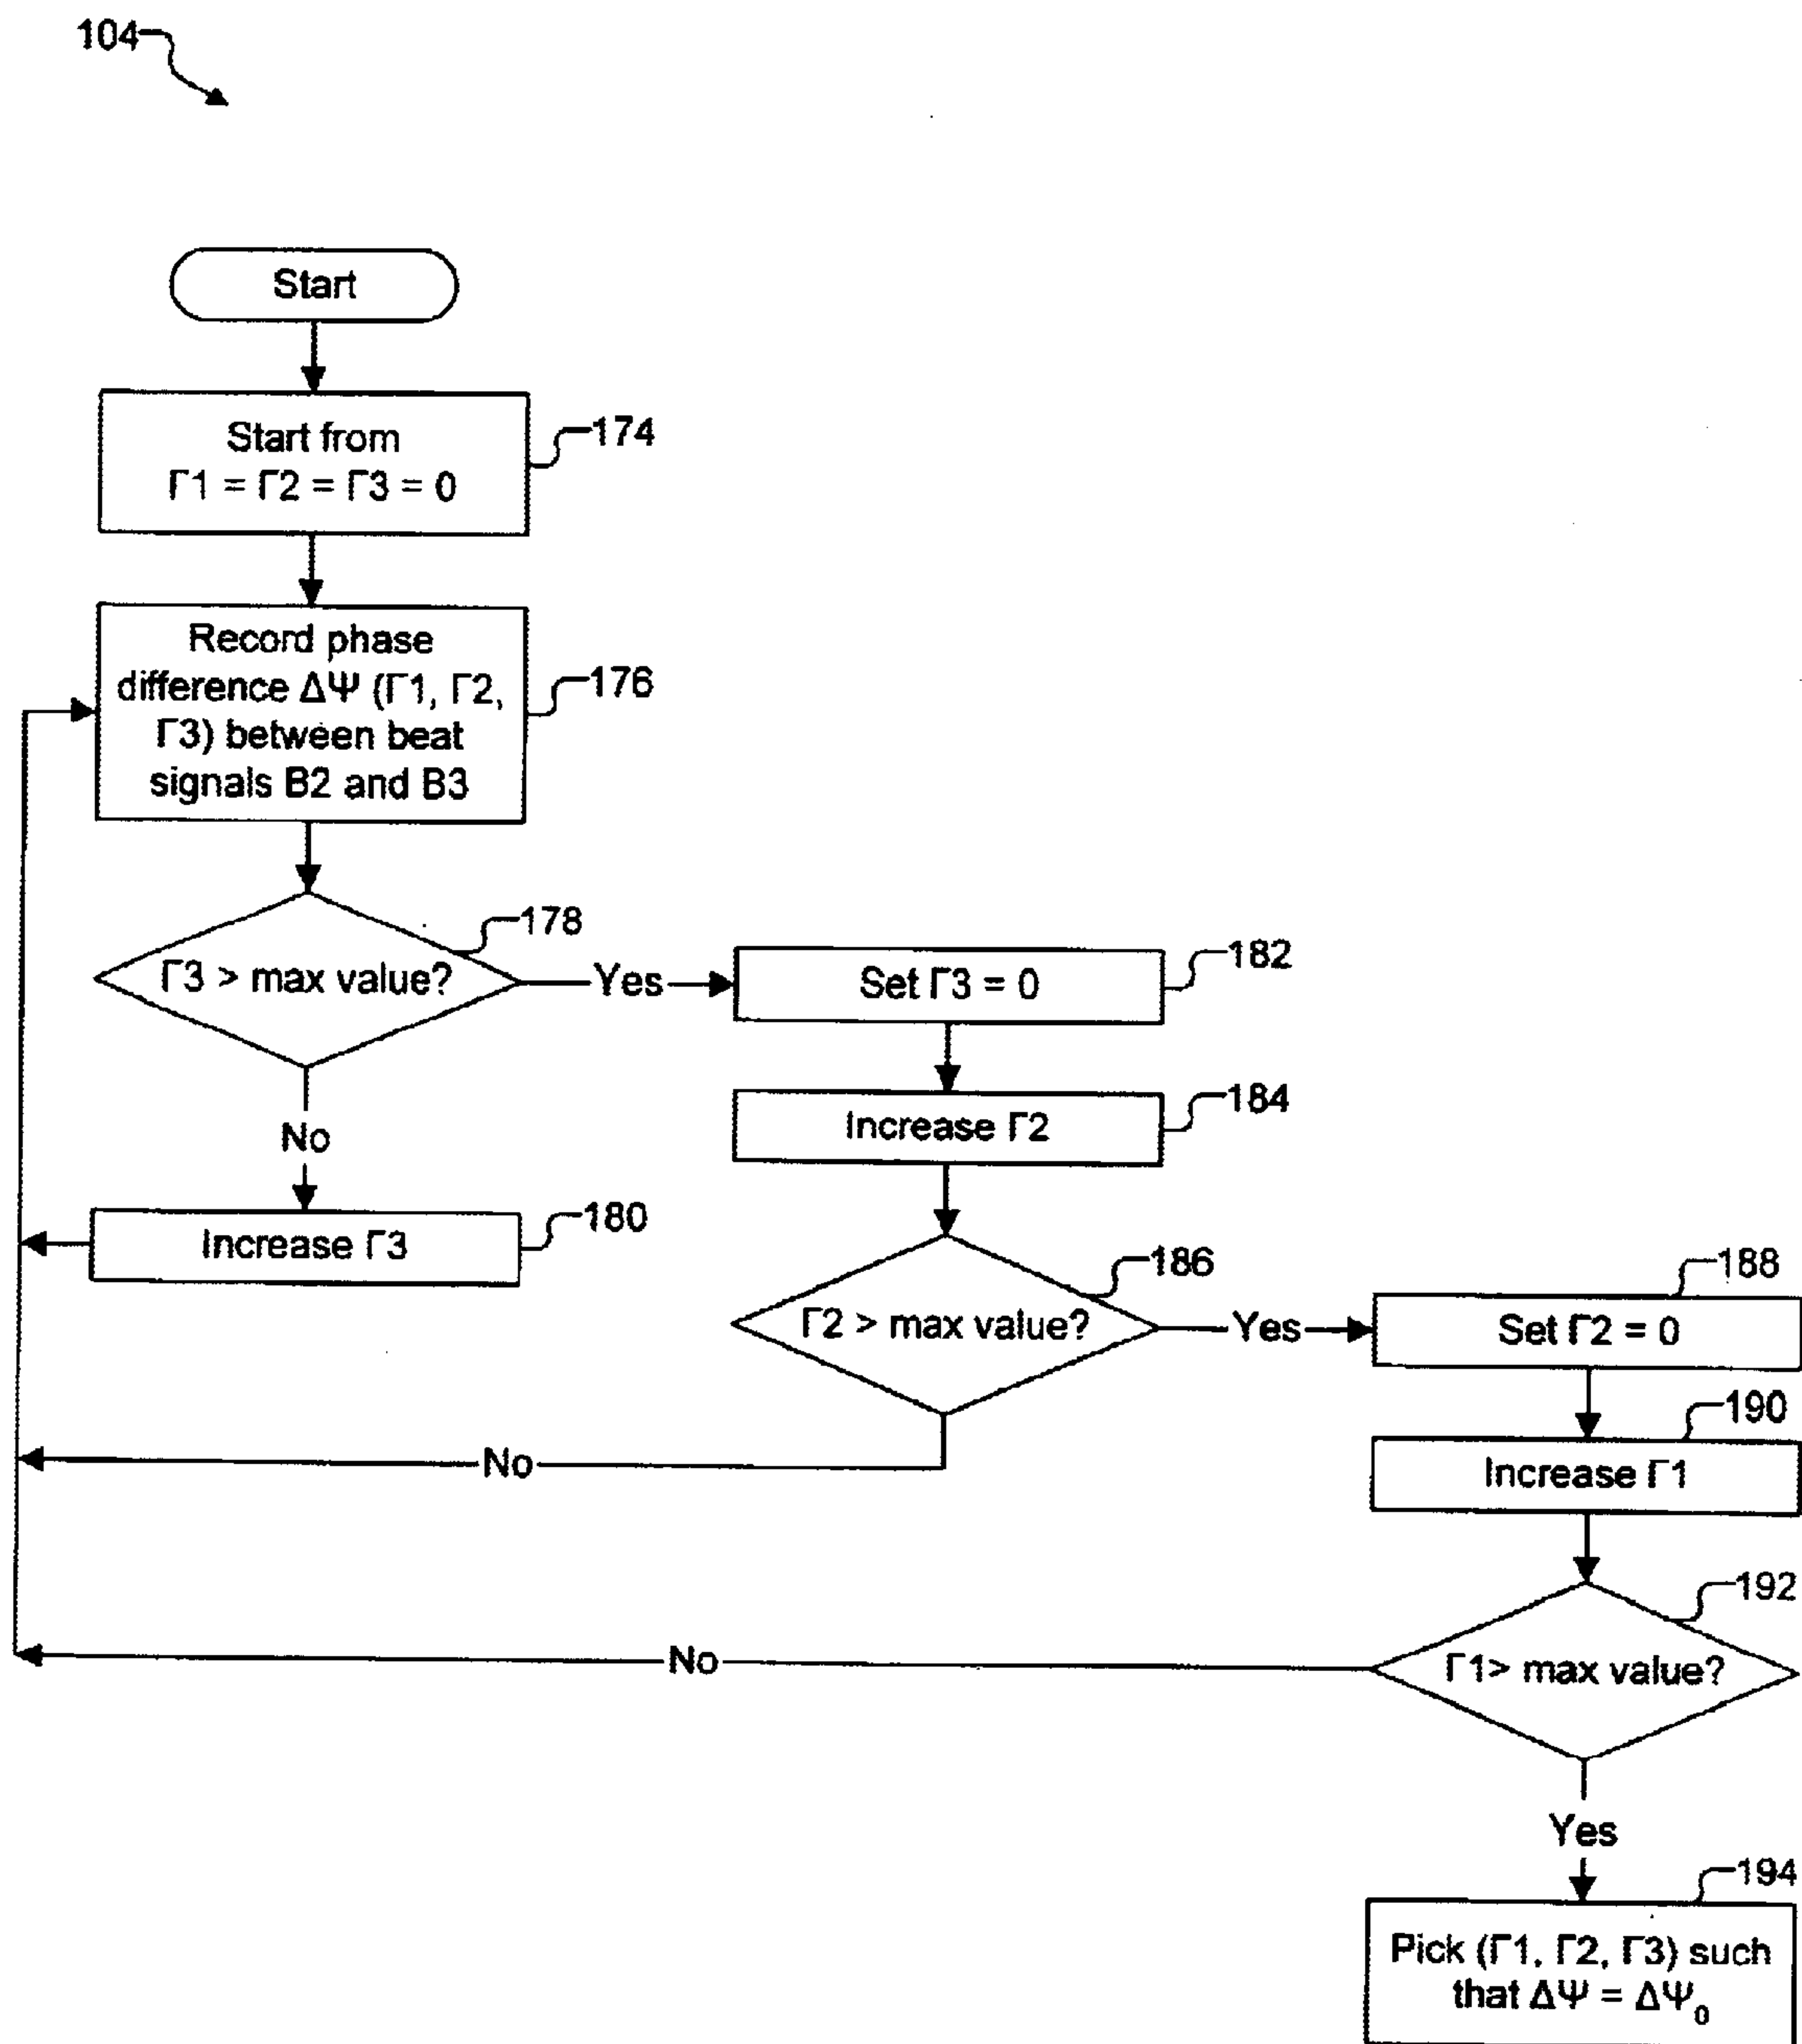 104
Start
Start from
Γ1 = Γ2 = Γ3 = 0
174
Record phase
difference ΔΨ (Γ1, Γ2,
Γ3) between beat
signals B2 and B3
176
Γ3 > max value?
178
Yes
Set Γ3 = 0
182
No
Increase Γ2
184
Increase Γ3
180
Γ2 > max value?
186
Yes
Set Γ2 = 0
188
No
Increase Γ1
190
Γ1> max value?
192
No
Yes
Pick (Γ1, Γ2, Γ3) such
that ΔΨ = ΔΨ₀
194